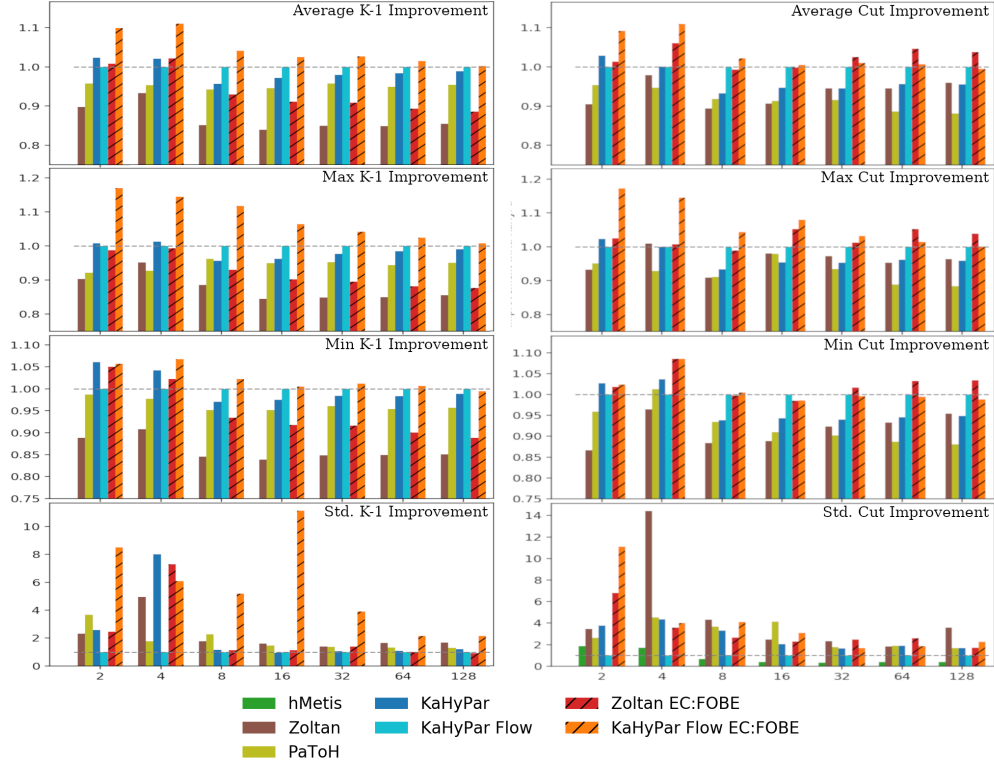 Average K-1 Improvement
1.1
1.0
0.9
0.8
Average Cut Improvement
1.1
1.0
0.9
0.8
Max K-1 Improvement
1.2
1.1
1.0
0.9
0.8
Max Cut Improvement
1.2
1.1
1.0
0.9
0.8
Min K-1 Improvement
1.10
1.05
1.00
0.95
0.90
0.85
0.80
0.75
Min Cut Improvement
1.10
1.05
1.00
0.95
0.90
0.85
0.80
0.75
Std. K-1 Improvement
10
8
6
4
2
0
2 4 8 16 32 64 128
Std. Cut Improvement
14
12
10
8
6
4
2
0
2 4 8 16 32 64 128
hMetis
Zoltan
PaToH
KaHyPar
KaHyPar Flow
Zoltan EC:FOBE
KaHyPar Flow EC:FOBE